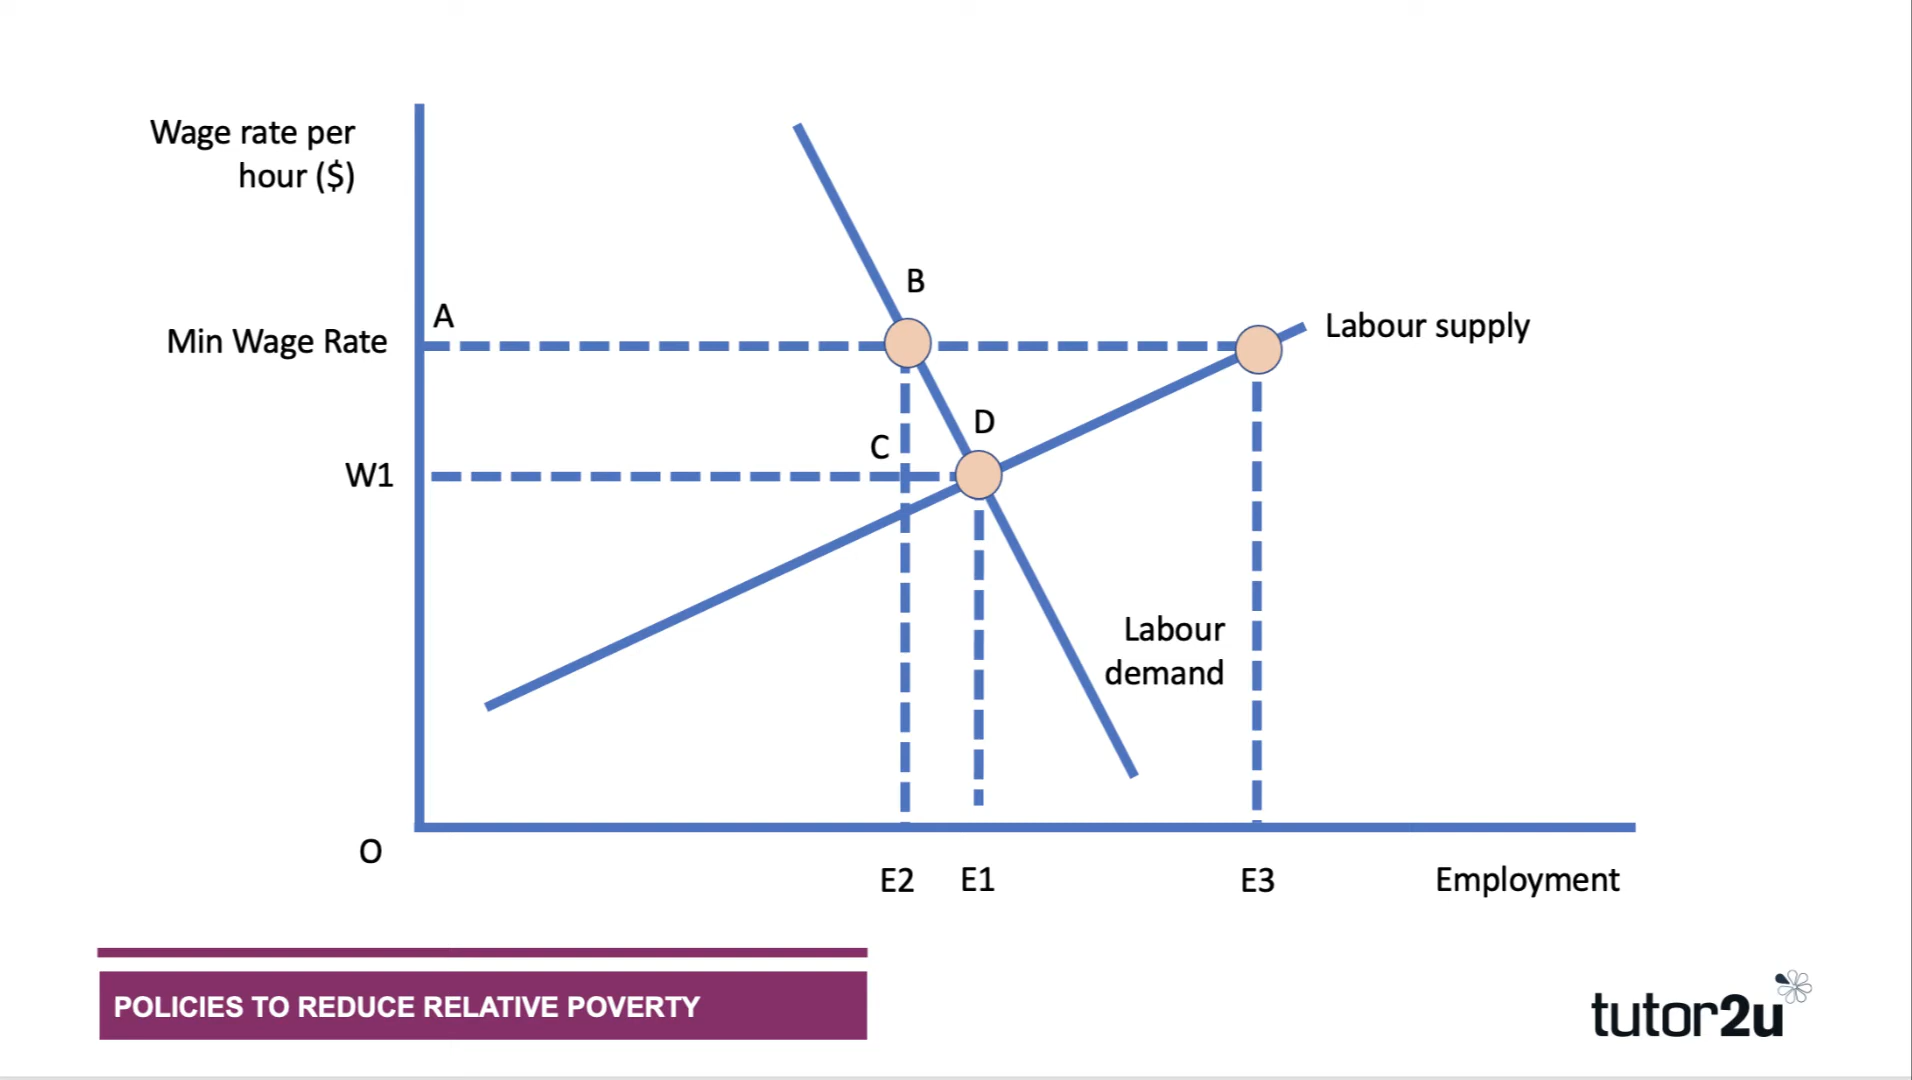 Wage rate per
hour ($)
B
A
Min Wage Rate
Labour supply
D
C
W1
Labour
demand
O
E2 E1 E3 Employment
POLICIES TO REDUCE RELATIVE POVERTY
tutor2u